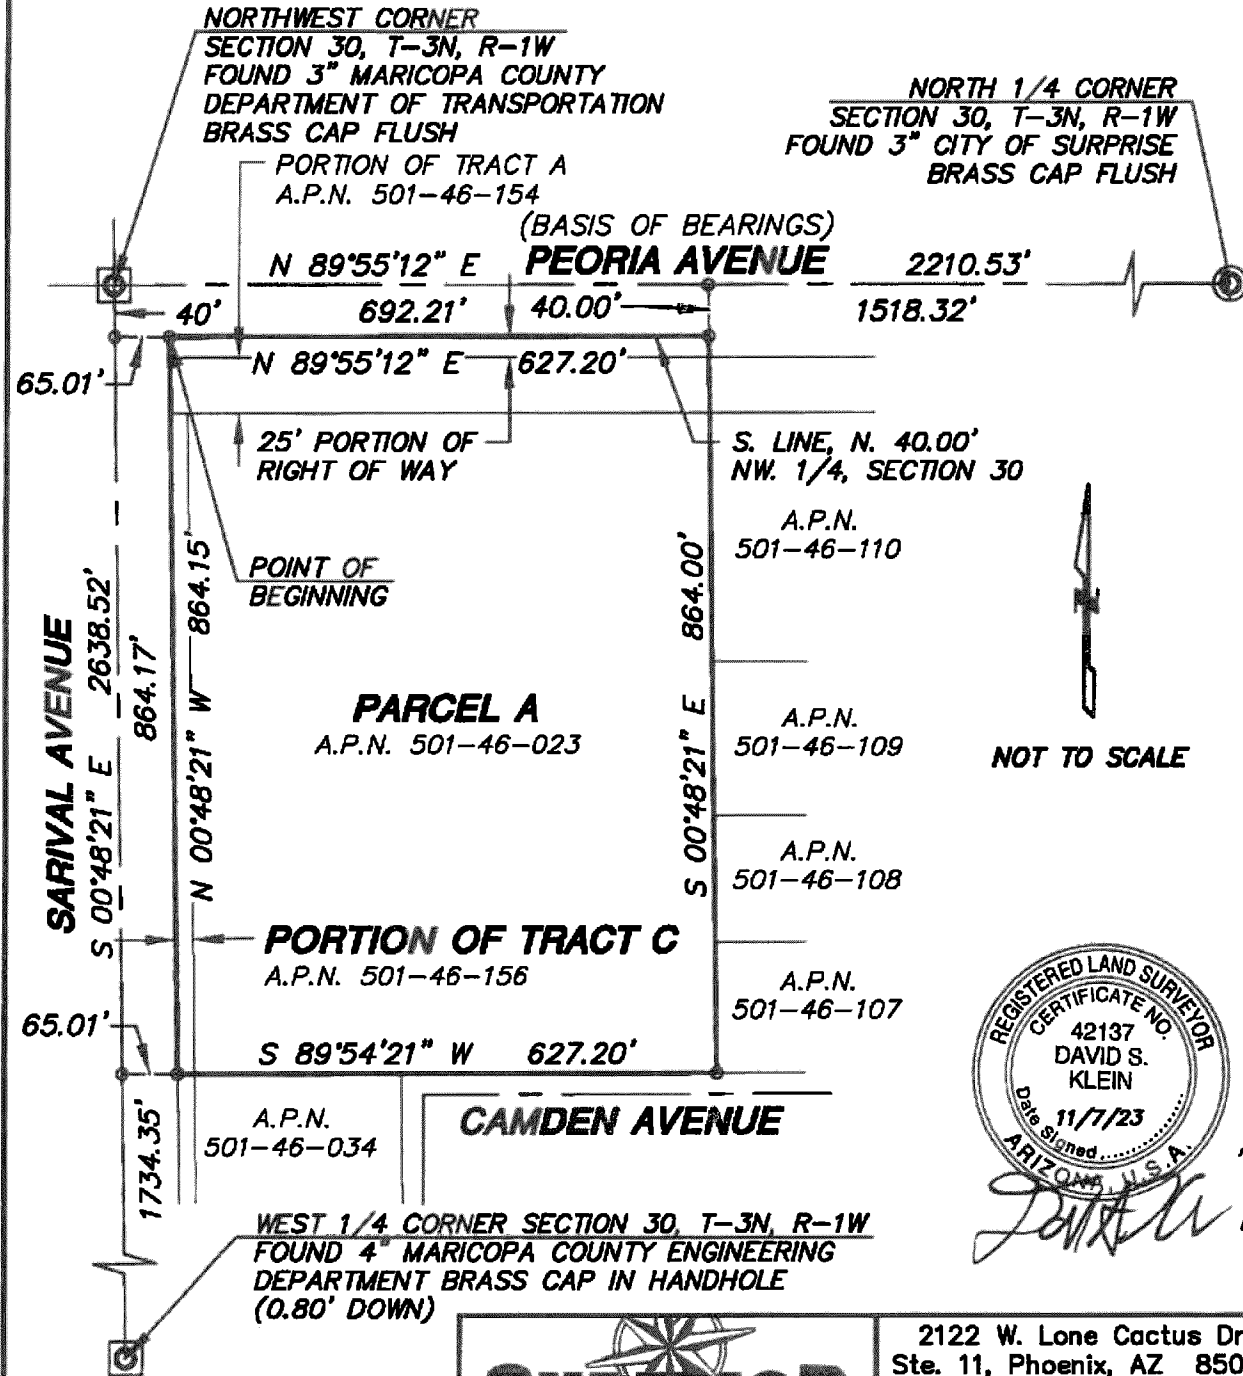 NORTHWEST CORNER
SECTION 30, T-3N, R-1W
FOUND 3" MARICOPA COUNTY
DEPARTMENT OF TRANSPORTATION
BRASS CAP FLUSH
NORTH 1/4 CORNER
SECTION 30, T-3N, R-1W
FOUND 3" CITY OF SURPRISE
BRASS CAP FLUSH
PORTION OF TRACT A
A.P.N. 501-46-154
(BASIS OF BEARINGS)
N 89°55'12" E PEORIA AVENUE 2210.53'
40' 692.21' 40.00' 1518.32'
N 89°55'12" E 627.20'
65.01'
25' PORTION OF
RIGHT OF WAY
S. LINE, N. 40.00'
NW. 1/4, SECTION 30
POINT OF
BEGINNING
SARIVAL AVENUE
S 00°48'21" E 2638.52'
864.17'
N 00°48'21" W 864.15'
S 00°48'21" E 864.00'
A.P.N.
501-46-110
PARCEL A
A.P.N. 501-46-023
A.P.N.
501-46-109
N
NOT TO SCALE
A.P.N.
501-46-108
PORTION OF TRACT C
A.P.N. 501-46-156
A.P.N.
501-46-107
65.01'
S 89°54'21" W 627.20'
1734.35'
A.P.N.
501-46-034
CAMDEN AVENUE
REGISTERED LAND SURVEYOR
CERTIFICATE NO.
42137
DAVID S.
KLEIN
11/7/23
Date Signed..............
ARIZONA, U.S.A.
WEST 1/4 CORNER SECTION 30, T-3N, R-1W
FOUND 4" MARICOPA COUNTY ENGINEERING
DEPARTMENT BRASS CAP IN HANDHOLE
(0.80' DOWN)
2122 W. Lone Cactus Dr
Ste. 11, Phoenix, AZ 850